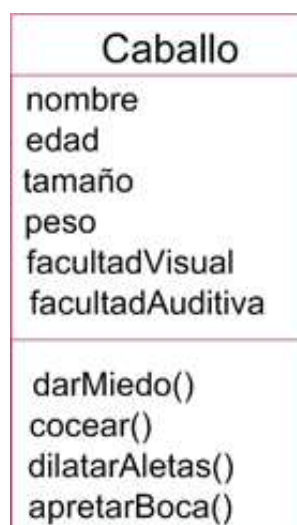 Caballo
nombre
edad
tamaño
peso
facultadVisual
facultadAuditiva
darMiedo()
cocear()
dilatarAletas()
apretarBoca()